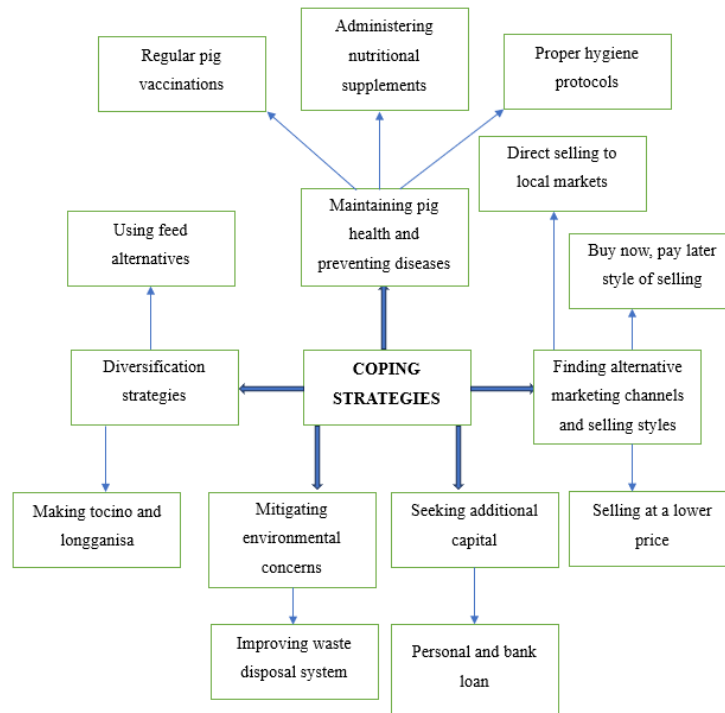 Administering
nutritional
supplements
Regular pig
vaccinations
Proper hygiene
protocols
Direct selling to
local markets
Maintaining pig
health and
preventing diseases
Using feed
alternatives
Buy now, pay later
style of selling
Diversification
strategies
COPING
STRATEGIES
Finding alternative
marketing channels
and selling styles
Making tocino and
longganisa
Mitigating
environmental
concerns
Seeking additional
capital
Selling at a lower
price
Improving waste
disposal system
Personal and bank
loan